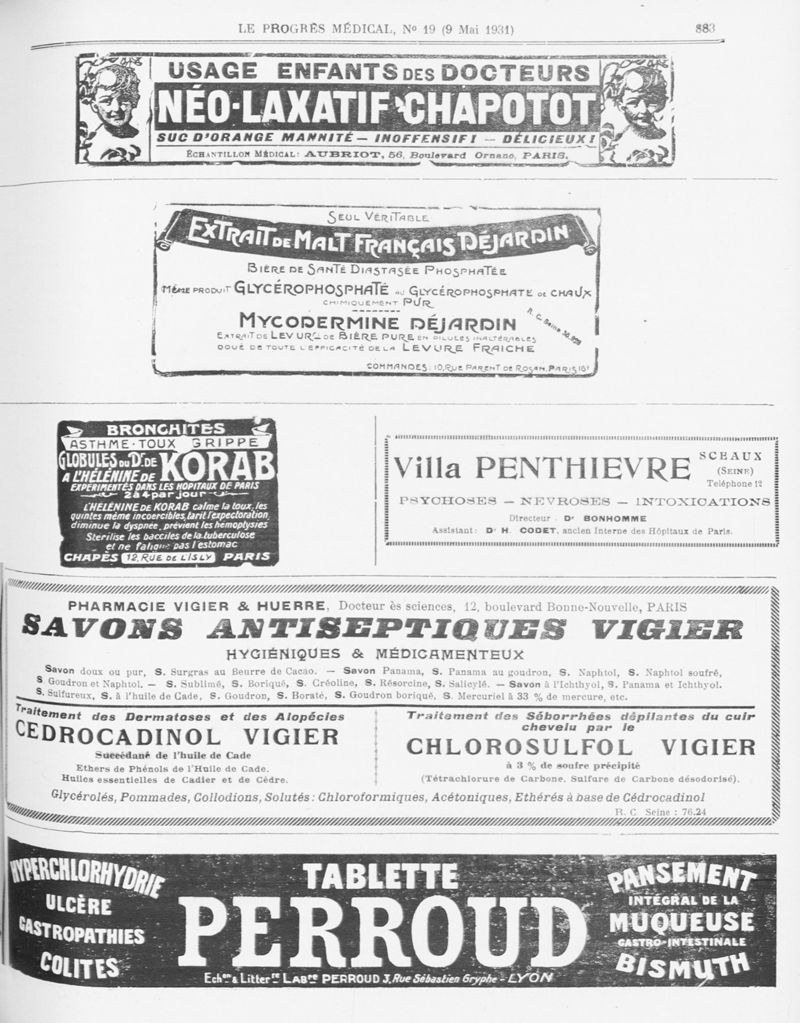 LE PROGRÈS MÉDICAL, No 19 (9 Mai 1931)
883
USAGE ENFANTS DES DOCTEURS
NÉO-LAXATIF CHAPOTOT
SUC D'ORANGE MANNITÉ — INOFFENSIF! — DÉLICIEUX!
ÉCHANTILLON MÉDICAL: AUBRIOT, 56, Boulevard Ornano, PARIS.
SEUL VÉRITABLE
EXTRAIT DE MALT FRANÇAIS DÉJARDIN
BIÈRE DE SANTÉ DIASTASÉE PHOSPHATÉE
MÊME PRODUIT GLYCÉROPHOSPHATÉ AU GLYCÉROPHOSPHATE DE CHAUX
CHIMIQUEMENT PUR
MYCODERMINE DÉJARDIN
EXTRAIT DE LEVURE DE BIÈRE PURE EN PILULES INALTÉRABLES
DOUÉ DE TOUTE L'EFFICACITÉ DE LA LEVURE FRAICHE
R. C. Seine
COMMANDES: 10, RUE PARENT DE ROSAN, PARIS 16e
BRONCHITES
ASTHME·TOUX GRIPPE
GLOBULES DU Dr. DE KORAB
A L'HÉLÉNINE DE
EXPÉRIMENTÉS DANS LES HOPITAUX DE PARIS
2 à 4 par jour
L'HÉLÉNINE DE KORAB calme la toux, les
quintes même incoercibles, tarit l'expectoration,
diminue la dyspnée, prévient les hémoptysies
Stérilise les bacilles de la tuberculose
et ne fatigue pas l'estomac
CHAPÈS 12, RUE DE L'ISLY PARIS
Villa PENTHIEVRE
SCEAUX
(SEINE)
Téléphone 12
PSYCHOSES — NEVROSES — INTOXICATIONS
Directeur: Dr BONHOMME
Assistant: Dr H. CODET, ancien Interne des Hôpitaux de Paris.
PHARMACIE VIGIER & HUERRE, Docteur ès sciences, 12, boulevard Bonne-Nouvelle, PARIS
SAVONS ANTISEPTIQUES VIGIER
HYGIÉNIQUES & MÉDICAMENTEUX
Savon doux ou pur, S. Surgras au Beurre de Cacao. — Savon Panama, S. Panama au goudron, S. Naphtol, S. Naphtol soufré,
S. Goudron et Naphtol. — S. Sublimé, S. Boriqué, S. Créoline, S. Résorcine, S. Salicylé. — Savon à l'Ichthyol, S. Panama et Ichthyol.
S. Sulfureux, S. à l'huile de Cade, S. Goudron, S. Boraté, S. Goudron boriqué, S. Mercuriel à 33 % de mercure, etc.
Traitement des Dermatoses et des Alopécies
CÉDROCADINOL VIGIER
Succédané de l'huile de Cade
Ethers de Phénols de l'Huile de Cade.
Huiles essentielles de Cadier et de Cèdre.
Traitement des Séborrhées dépilantes du cuir
chevelu par le
CHLOROSULFOL VIGIER
à 3 % de soufre précipité
(Tétrachlorure de Carbone, Sulfure de Carbone désodorisé).
Glycérolés, Pommades, Collodions, Solutés: Chloroformiques, Acétoniques, Éthérés à base de Cédrocadinol
R. C. Seine: 76.24
HYPERCHLORHYDRIE
ULCÈRE
GASTROPATHIES
COLITES
TABLETTE
PERROUD
Echon & Littere LABre PERROUD 3, Rue Sébastien Gryphe - LYON
PANSEMENT
INTÉGRAL DE LA
MUQUEUSE
GASTRO-INTESTINALE
BISMUTH